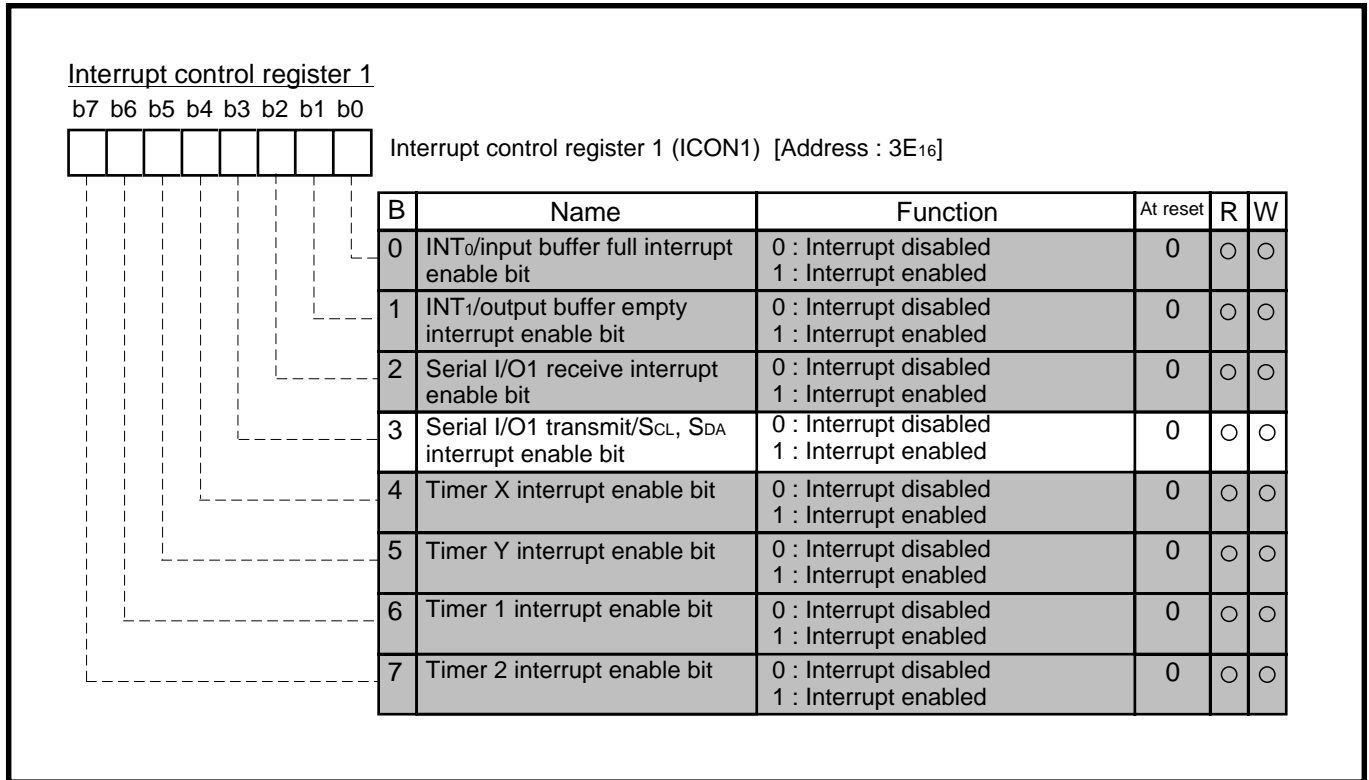 Interrupt control register 1
b7 b6 b5 b4 b3 b2 b1 b0
Interrupt control register 1 (ICON1) [Address : 3E16]
B Name Function At reset R W
0 INT0/input buffer full interrupt enable bit 0 : Interrupt disabled 1 : Interrupt enabled 0 ○ ○
1 INT1/output buffer empty interrupt enable bit 0 : Interrupt disabled 1 : Interrupt enabled 0 ○ ○
2 Serial I/O1 receive interrupt enable bit 0 : Interrupt disabled 1 : Interrupt enabled 0 ○ ○
3 Serial I/O1 transmit/SCL, SDA interrupt enable bit 0 : Interrupt disabled 1 : Interrupt enabled 0 ○ ○
4 Timer X interrupt enable bit 0 : Interrupt disabled 1 : Interrupt enabled 0 ○ ○
5 Timer Y interrupt enable bit 0 : Interrupt disabled 1 : Interrupt enabled 0 ○ ○
6 Timer 1 interrupt enable bit 0 : Interrupt disabled 1 : Interrupt enabled 0 ○ ○
7 Timer 2 interrupt enable bit 0 : Interrupt disabled 1 : Interrupt enabled 0 ○ ○